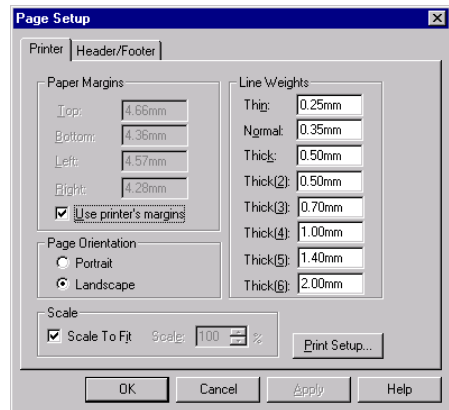 Page Setup
Printer Header/Footer
Paper Margins
Top: 4.66mm
Bottom: 4.36mm
Left: 4.57mm
Right: 4.28mm
Use printer's margins
Page Orientation
Portrait
Landscape
Line Weights
Thin: 0.25mm
Normal: 0.35mm
Thick: 0.50mm
Thick(2): 0.50mm
Thick(3): 0.70mm
Thick(4): 1.00mm
Thick(5): 1.40mm
Thick(6): 2.00mm
Scale
Scale To Fit Scale: 100 %
Print Setup...
OK Cancel Apply Help